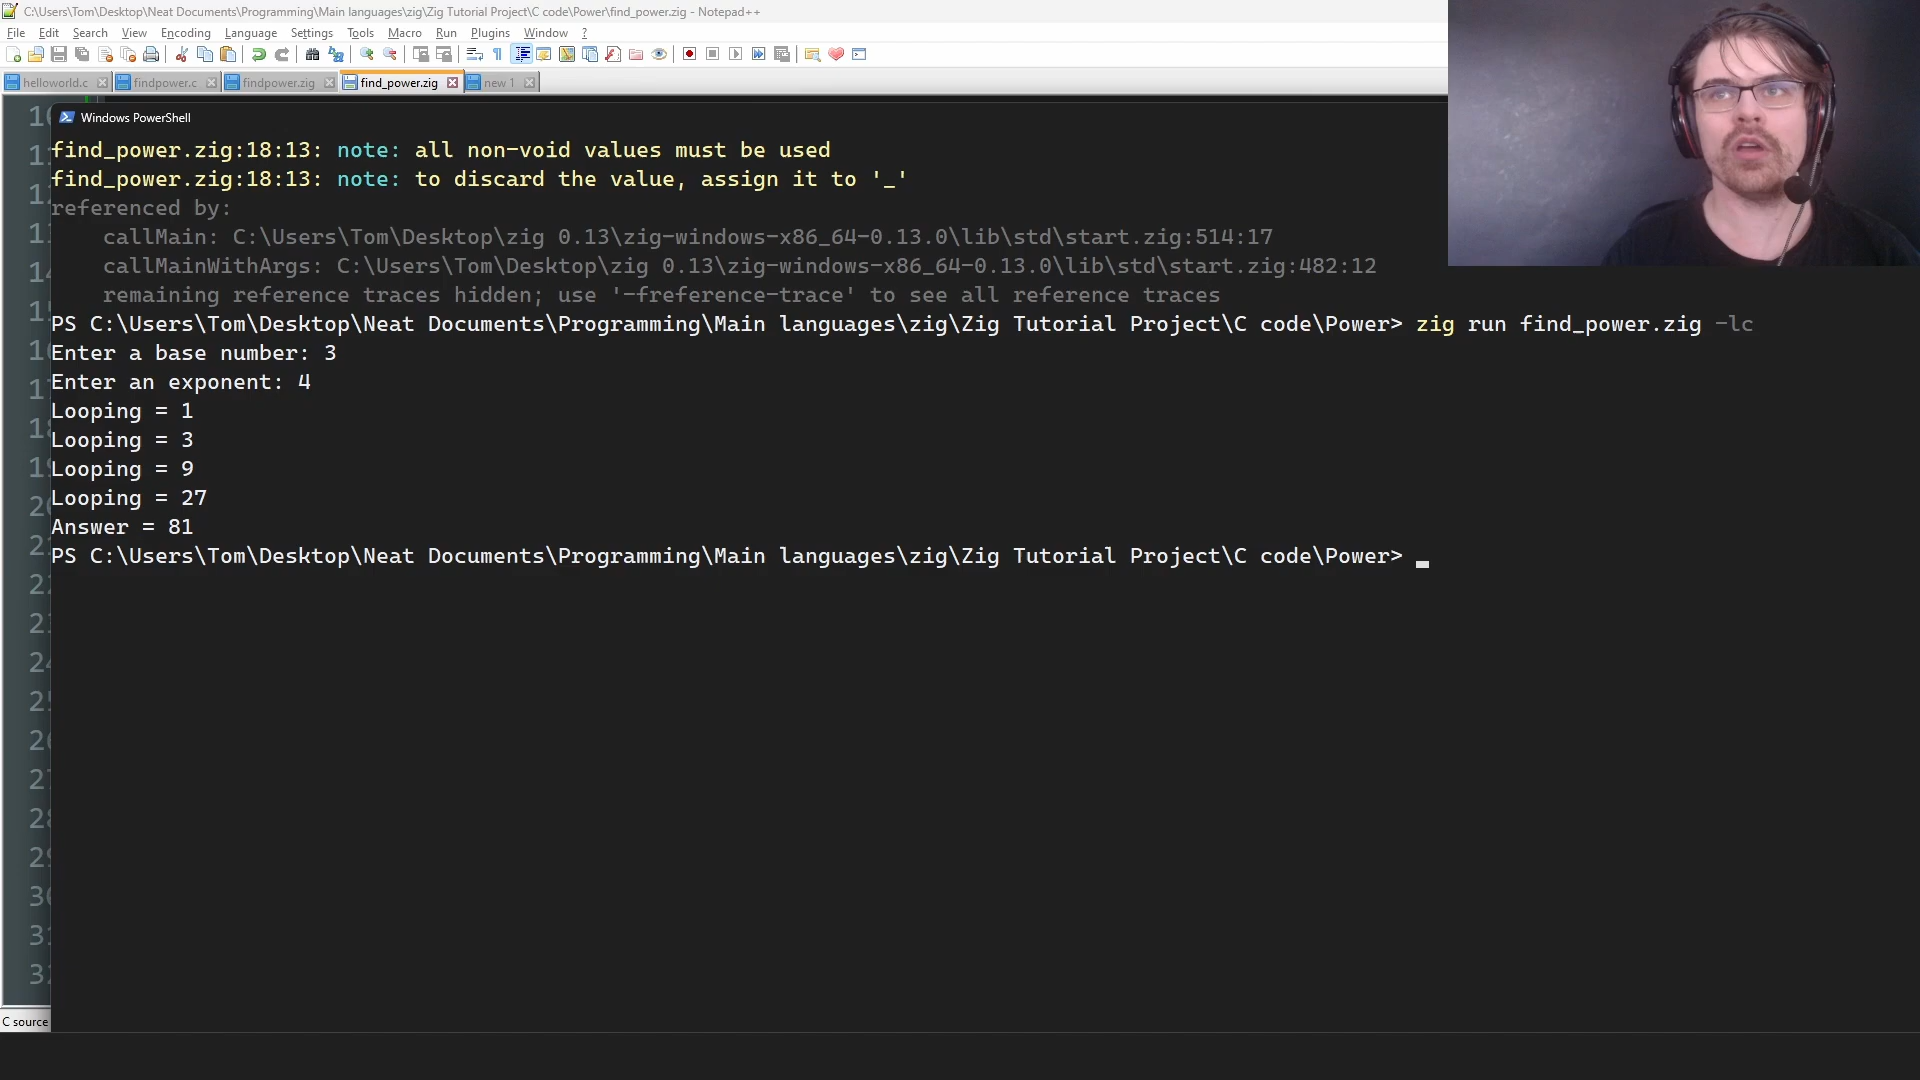 C:\Users\Tom\Desktop\Neat Documents\Programming\Main languages\zig\Zig Tutorial Project\C code\Power\find_power.zig - Notepad++
File Edit Search View Encoding Language Settings Tools Macro Run Plugins Window ?
helloworld.c findpower.c findpower.zig find_power.zig new 1
Windows PowerShell
find_power.zig:18:13: note: all non-void values must be used
find_power.zig:18:13: note: to discard the value, assign it to '_'
referenced by:
callMain: C:\Users\Tom\Desktop\zig 0.13\zig-windows-x86_64-0.13.0\lib\std\start.zig:514:17
callMainWithArgs: C:\Users\Tom\Desktop\zig 0.13\zig-windows-x86_64-0.13.0\lib\std\start.zig:482:12
remaining reference traces hidden; use '-freference-trace' to see all reference traces
PS C:\Users\Tom\Desktop\Neat Documents\Programming\Main languages\zig\Zig Tutorial Project\C code\Power> zig run find_power.zig -lc
Enter a base number: 3
Enter an exponent: 4
Looping = 1
Looping = 3
Looping = 9
Looping = 27
Answer = 81
PS C:\Users\Tom\Desktop\Neat Documents\Programming\Main languages\zig\Zig Tutorial Project\C code\Power>
C source